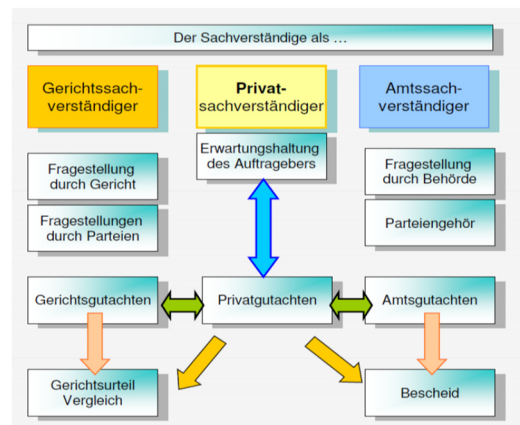 Der Sachverständige als ...
Gerichtssach-
verständiger
Privat-
sachverständiger
Amtssach-
verständiger
Erwartungshaltung
des Auftragebers
Fragestellung
durch Gericht
Fragestellung
durch Behörde
Fragestellungen
durch Parteien
Parteiengehör
Gerichtsgutachten
Privatgutachten
Amtsgutachten
Gerichtsurteil
Vergleich
Bescheid